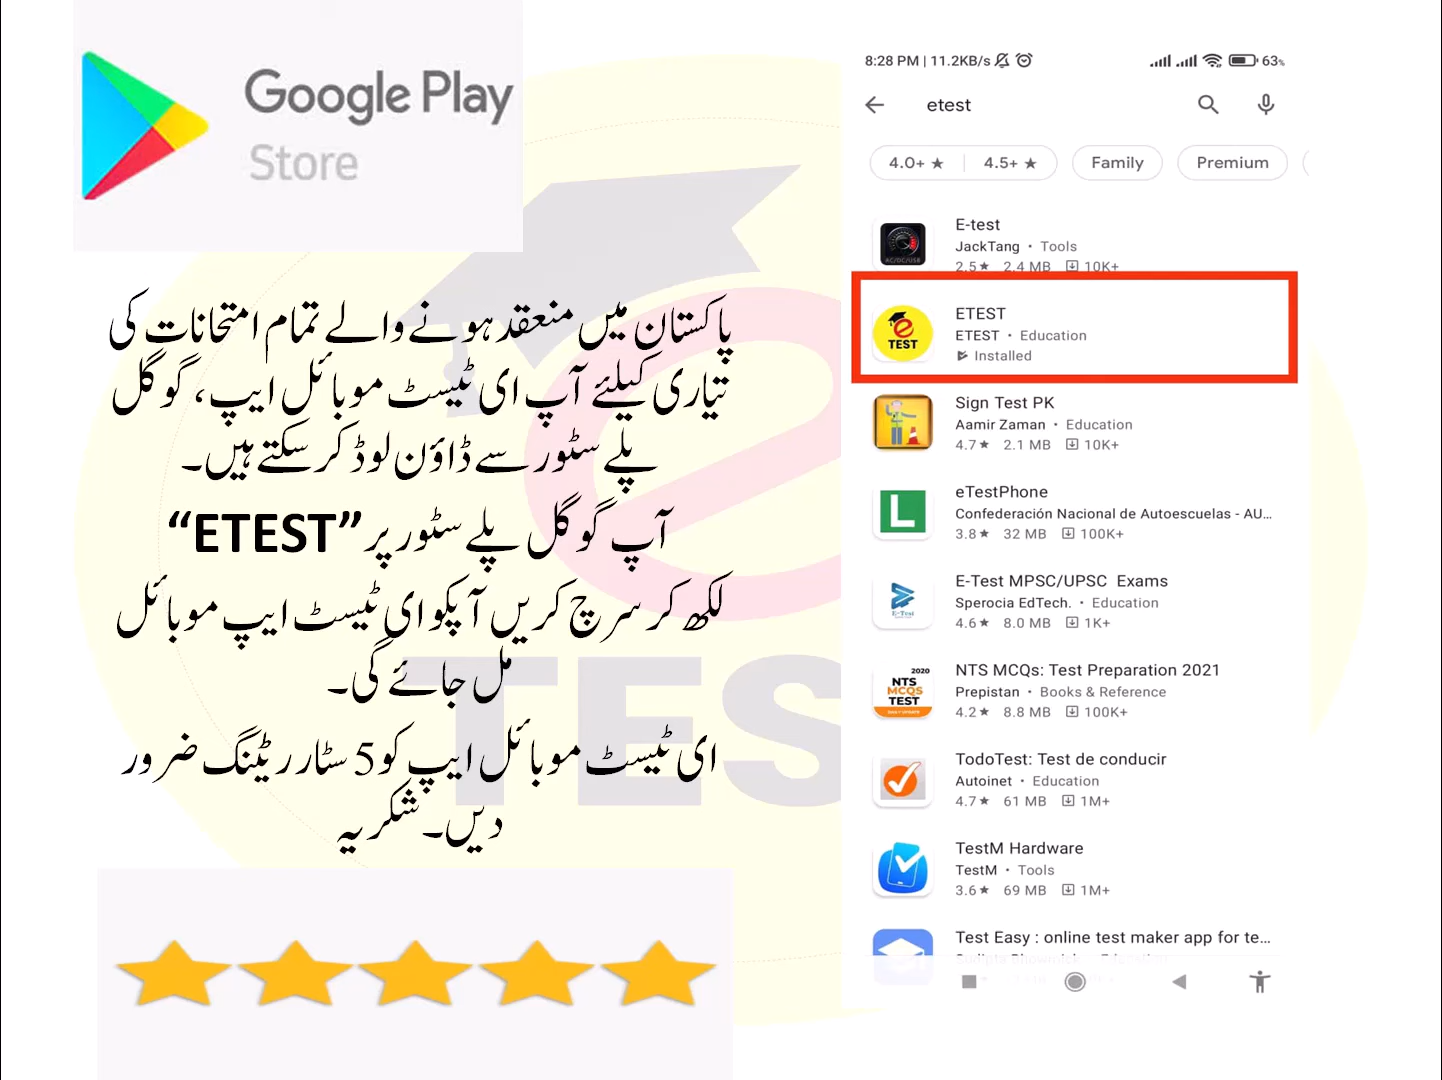 Google Play
Store
پاکستان میں منعقد ہونے والے تمام امتحانات کی
تیاری کیلئے آپ ای ٹیسٹ موبائل ایپ، گوگل
پلے سٹور سے ڈاؤن لوڈ کر سکتے ہیں۔
آپ گوگل پلے سٹور پر ”ETEST“
لکھ کر سرچ کریں آپکو ای ٹیسٹ ایپ موبائل
مل جائے گی۔
ای ٹیسٹ موبائل ایپ کو 5 سٹار ریٹنگ ضرور
دیں۔ شکریہ
TES
8:28 PM | 11.2KB/s 63%
etest
4.0+ ★ 4.5+ ★ Family Premium
E-test
JackTang • Tools
2.5★ 2.4 MB 10K+
AC/DC/USB
ETEST
ETEST • Education
Installed
e TEST
Sign Test PK
Aamir Zaman • Education
4.7★ 2.1 MB 10K+
eTestPhone
Confederación Nacional de Autoescuelas - AU...
3.8★ 32 MB 100K+
L
E-Test MPSC/UPSC Exams
Sperocia EdTech. • Education
4.6★ 8.0 MB 1K+
E-Test
NTS MCQs: Test Preparation 2021
Prepistan • Books & Reference
4.2★ 8.8 MB 100K+
2020
NTS
MCQS
TEST
TodoTest: Test de conducir
Autoinet • Education
4.7★ 61 MB 1M+
TestM Hardware
TestM • Tools
3.6★ 69 MB 1M+
Test Easy : online test maker app for te...